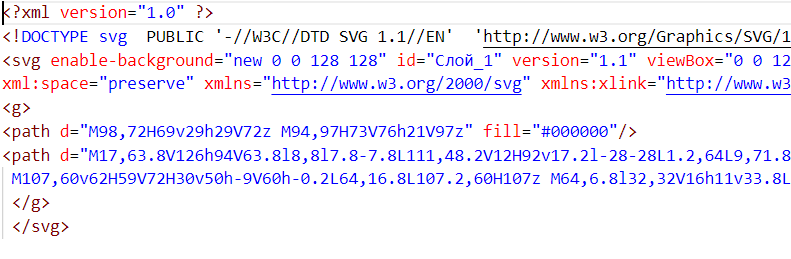 <?xml version="1.0" ?>
<!DOCTYPE svg  PUBLIC '-//W3C//DTD SVG 1.1//EN'  'http://www.w3.org/Graphics/SVG/1
<svg enable-background="new 0 0 128 128" id="Слой_1" version="1.1" viewBox="0 0 12
xml:space="preserve" xmlns="http://www.w3.org/2000/svg" xmlns:xlink="http://www.w3
<g>
<path d="M98,72H69v29h29V72z M94,97H73V76h21V97z" fill="#000000"/>
<path d="M17,63.8V126h94V63.8l8,8l7.8-7.8L111,48.2V12H92v17.2l-28-28L1.2,64L9,71.8
M107,60v62H59V72H30v50h-9V60h-0.2L64,16.8L107.2,60H107z M64,6.8l32,32V16h11v33.8L
</g>
</svg>